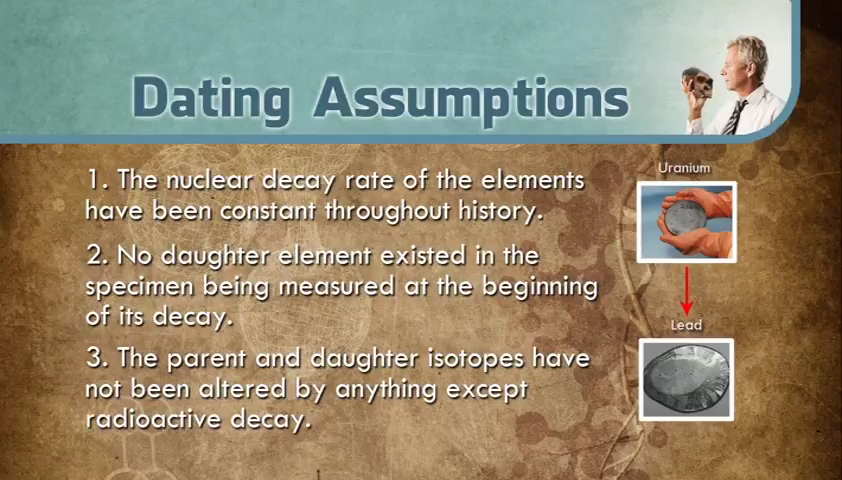 Dating Assumptions
1. The nuclear decay rate of the elements
have been constant throughout history.
2. No daughter element existed in the
specimen being measured at the beginning
of its decay.
3. The parent and daughter isotopes have
not been altered by anything except
radioactive decay.
Uranium
Lead